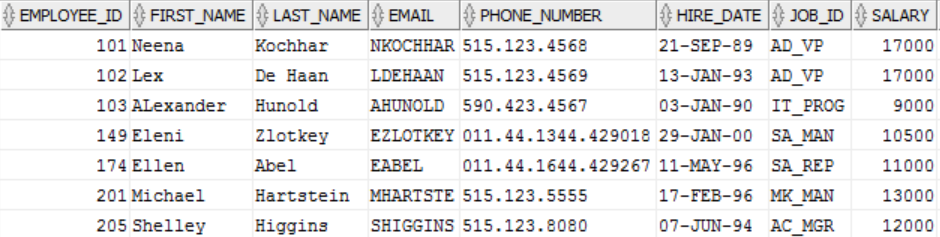 EMPLOYEE_ID FIRST_NAME LAST_NAME EMAIL PHONE_NUMBER HIRE_DATE JOB_ID SALARY
101 Neena Kochhar NKOCHHAR 515.123.4568 21-SEP-89 AD_VP 17000
102 Lex De Haan LDEHAAN 515.123.4569 13-JAN-93 AD_VP 17000
103 ALexander Hunold AHUNOLD 590.423.4567 03-JAN-90 IT_PROG 9000
149 Eleni Zlotkey EZLOTKEY 011.44.1344.429018 29-JAN-00 SA_MAN 10500
174 Ellen Abel EABEL 011.44.1644.429267 11-MAY-96 SA_REP 11000
201 Michael Hartstein MHARTSTE 515.123.5555 17-FEB-96 MK_MAN 13000
205 Shelley Higgins SHIGGINS 515.123.8080 07-JUN-94 AC_MGR 12000